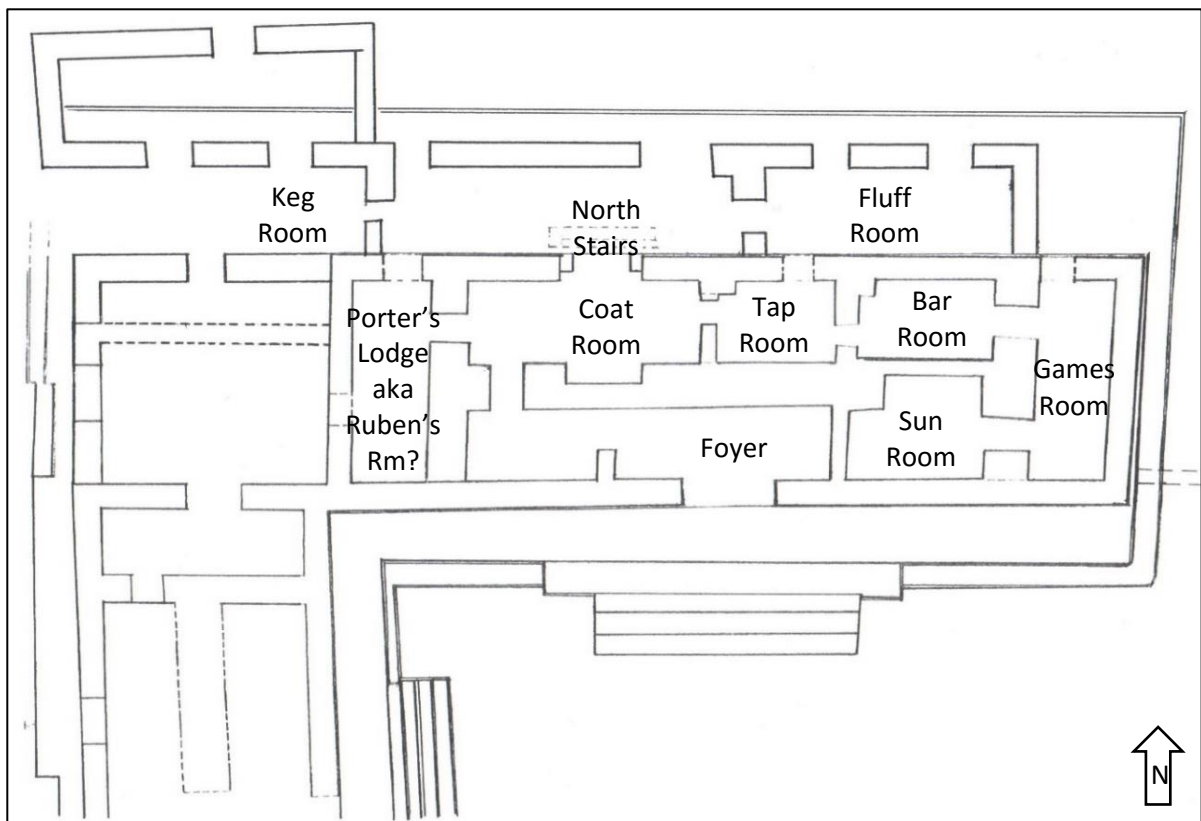 Keg
Room
North
Stairs
Fluff
Room
Porter's
Lodge
aka
Ruben's
Rm?
Coat
Room
Tap
Room
Bar
Room
Games
Room
Foyer
Sun
Room
N